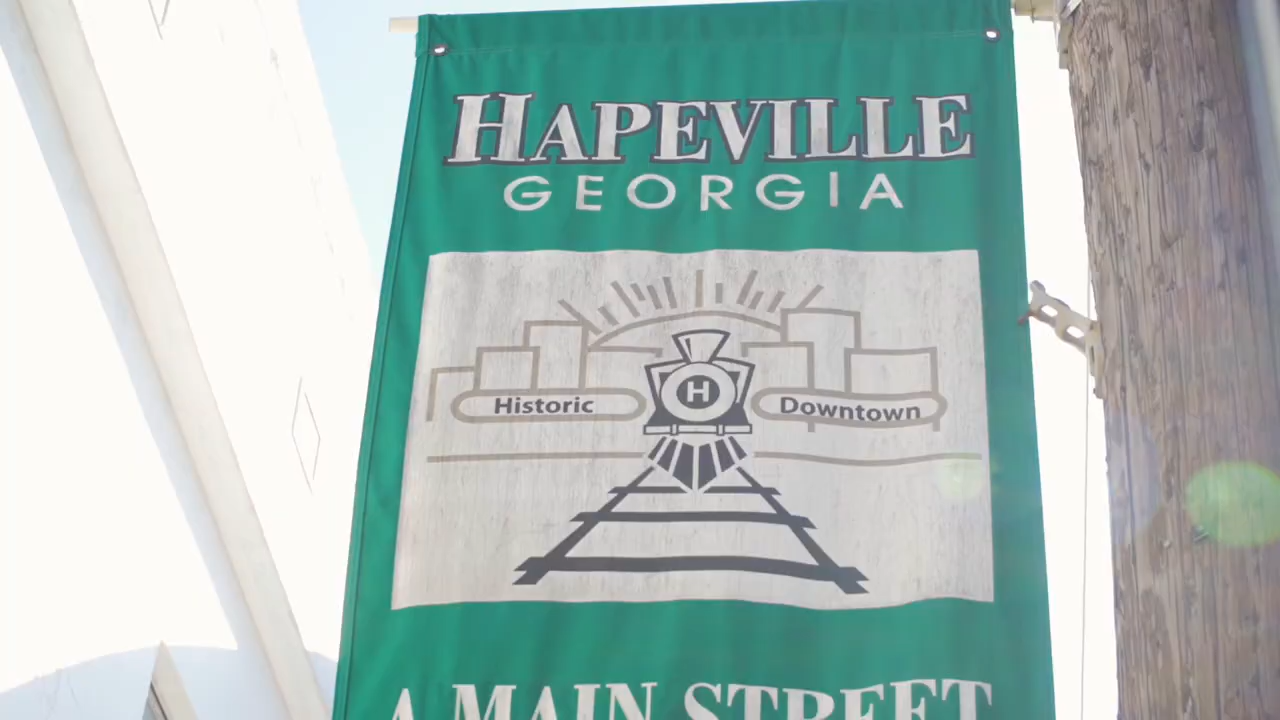 HAPEVILLE
GEORGIA
H
Historic
Downtown
A MAIN STREET